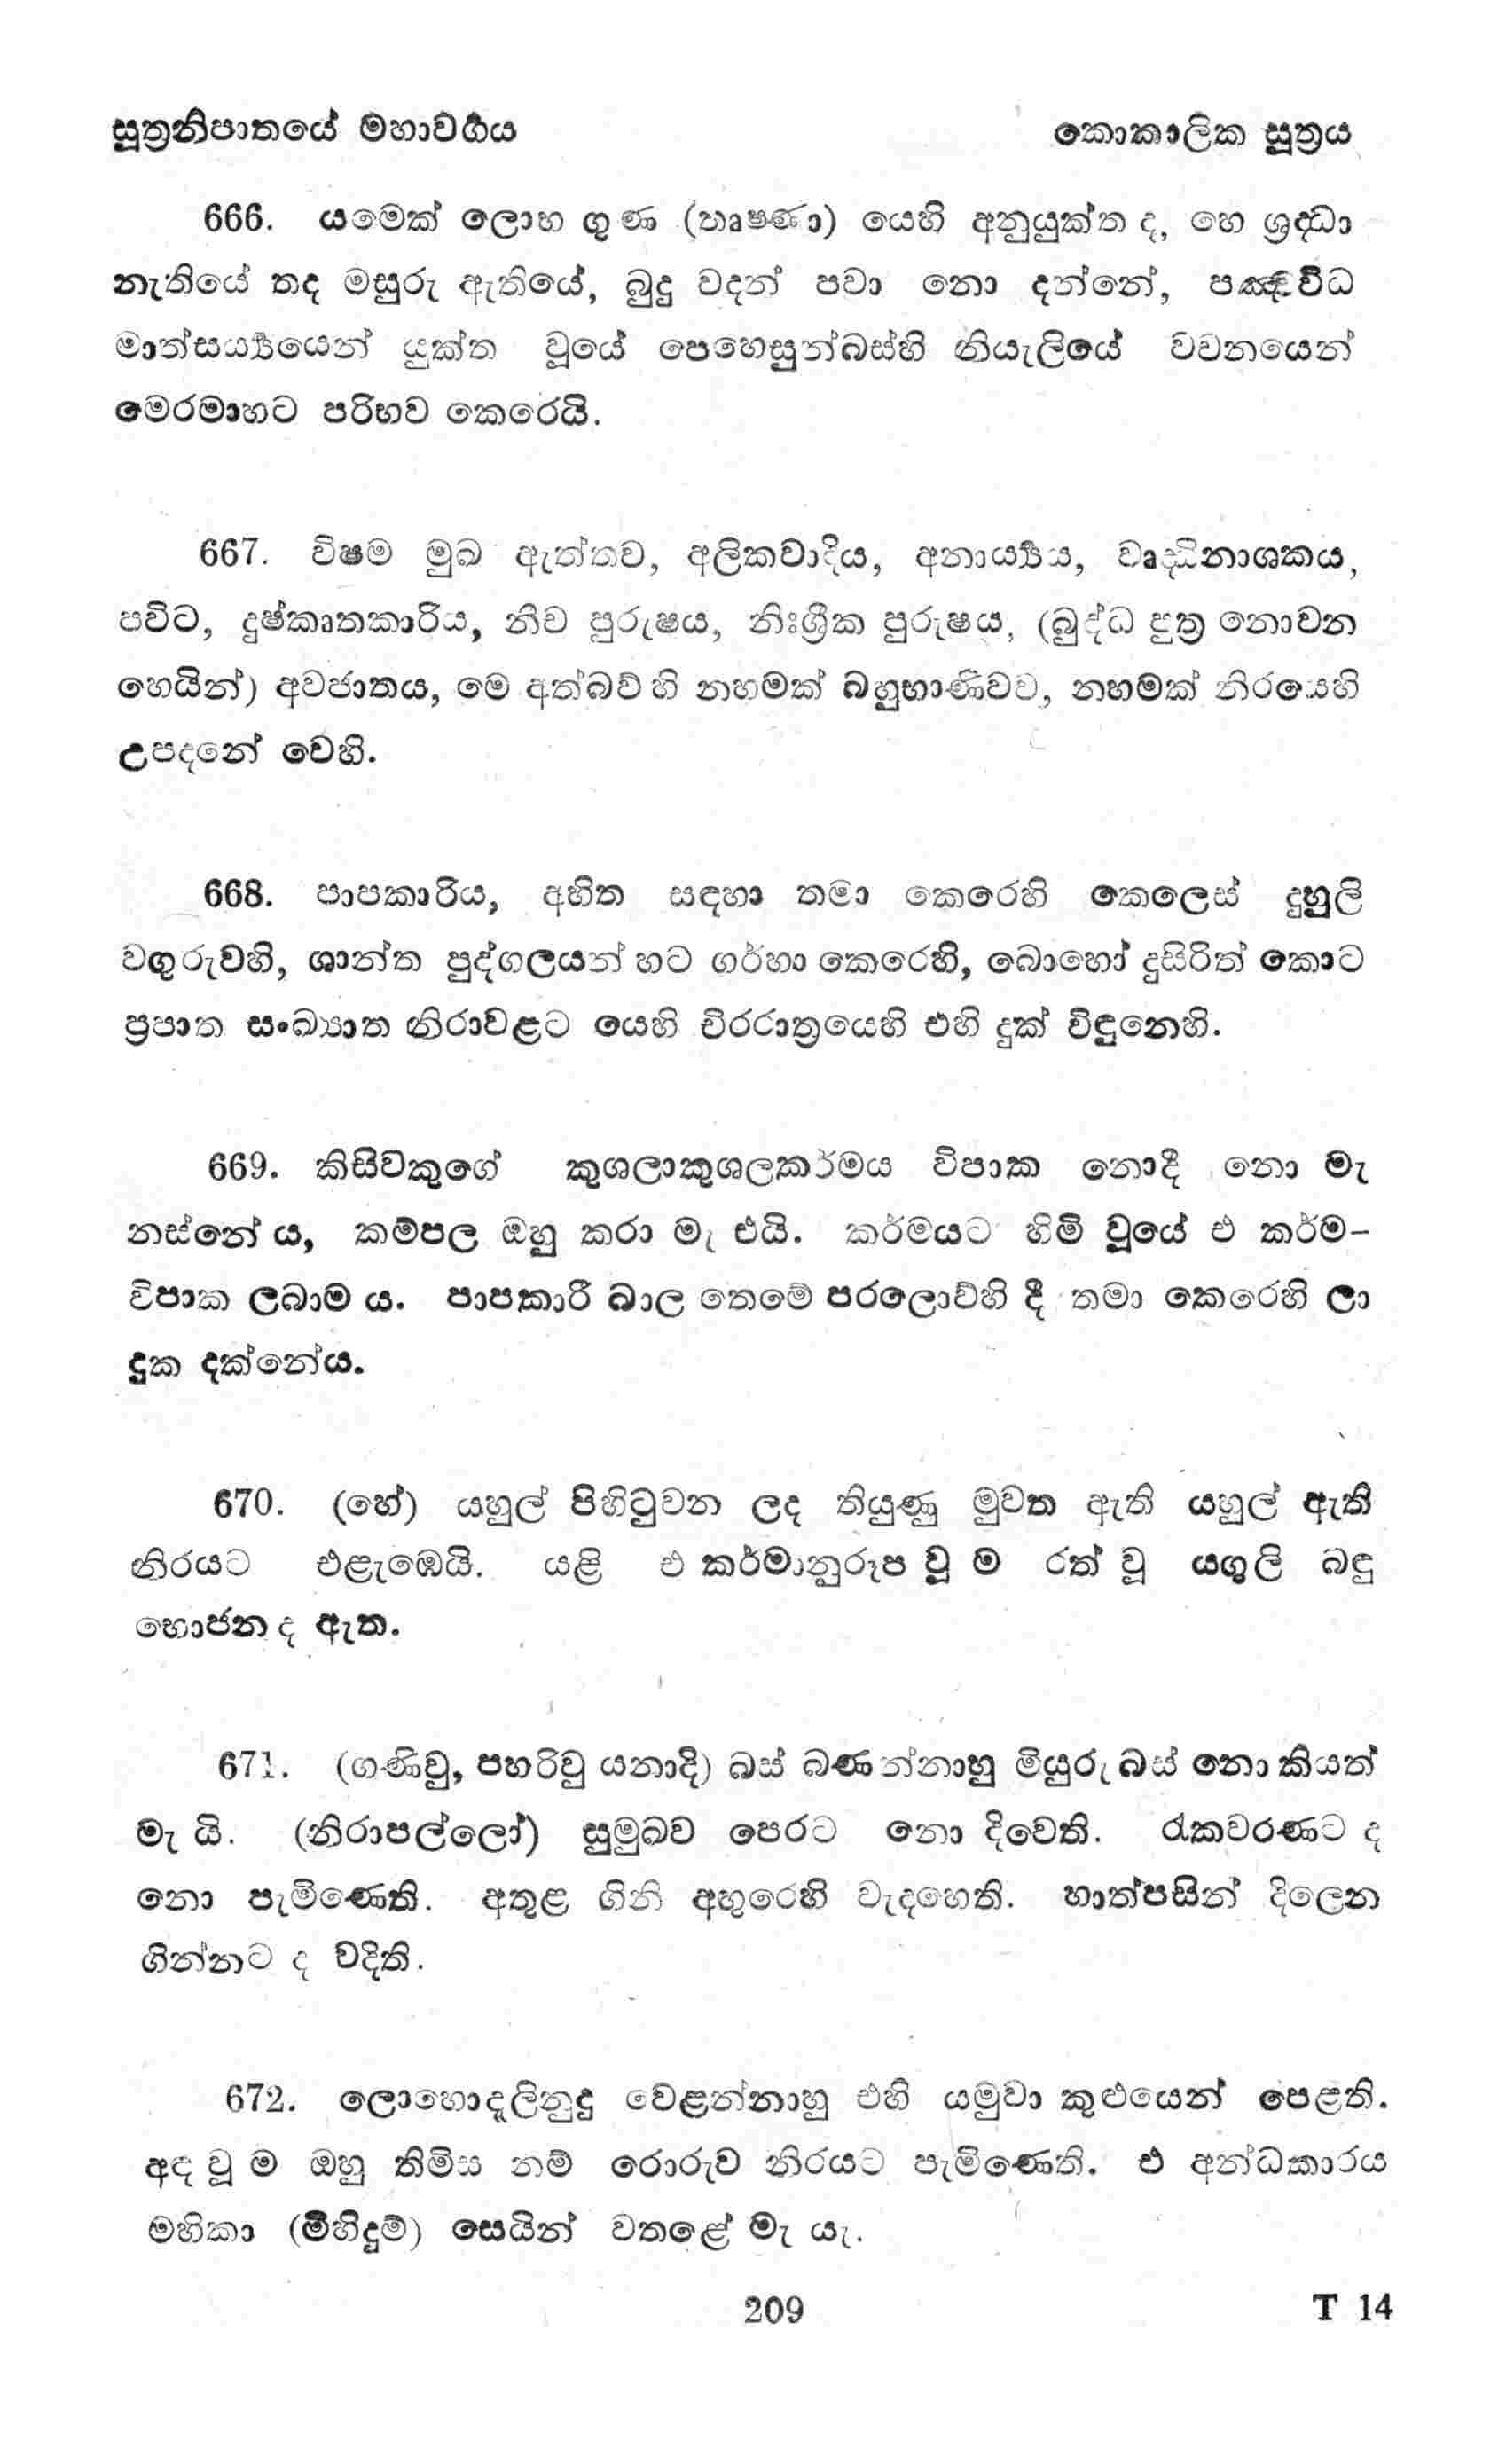 සූත්‍රනිපාතයේ මහාවර්‍ගය කොකාලික සූත්‍රය
666. යමෙක් ලොභ ගුණ (තෘෂ්ණා) යෙහි අනුයුක්ත ද, හෙ ශ්‍රද්ධා
නැතියේ තද මසුරු ඇතියේ, බුදු වදන් පවා නො දන්නේ, පඤ්චවිධ
මාත්සර්‍ය්‍යයෙන් යුක්ත වූයේ පෙහෙසුන්බස්හි නියැලියේ වචනයෙන්
මෙරමාහට පරිභව කෙරෙයි.
667. විෂම මුඛ ඇත්තව, අලිකවාදිය, අනාර්‍ය්‍යය, වෘද්ධිනාශකය,
පවිට, දුෂ්කෘතකාරිය, නීච පුරුෂය, නිඃශ්‍රීක පුරුෂය, (බුද්ධ පුත්‍ර නොවන
හෙයින්) අවජාතය, මෙ අත්බව් හි නහමක් බහුභාණිවව, නහමක් නිරයෙහි
උපදනේ වෙහි.
668. පාපකාරිය, අහිත සඳහා තමා කෙරෙහි කෙලෙස් දුහුලි
වගුරුවහි, ශාන්ත පුද්ගලයන් හට ගර්හා කෙරෙහි, බොහෝ දුසිරිත් කොට
ප්‍රපාත සංඛ්‍යාත නිරාවළට යෙහි චිරරාත්‍රයෙහි එහි දුක් විඳුනෙහි.
669. කිසිවකුගේ කුශලාකුශලකර්මය විපාක නොදී නො මැ
නස්නේ ය, කම්පල ඔහු කරා මැ එයි. කර්මයට හිමි වූයේ එ කර්ම-
විපාක ලබාම ය. පාපකාරී බාල තෙමේ පරලොව්හි දී තමා කෙරෙහි ලා
දුක දක්නේය.
670. (හේ) යහුල් පිහිටුවන ලද තියුණු මුවත ඇති යහුල් ඇති
නිරයට එළැඹෙයි. යළි එ කර්මානුරූප වූ ම රත් වූ යගුලි බඳු
භොජන ද ඇත.
671. (ගණිවු, පහරිවු යනාදි) බස් බණන්නාහු මියුරු බස් නො කියත්
මැ යි. (නිරාපල්ලෝ) සුමුඛව පෙරට නො දිවෙති. රැකවරණට ද
නො පැමිණෙති. අතුළ ගිනි අඟුරෙහි වැදහෙති. හාත්පසින් දිලෙන
ගින්නට ද වදිති.
672. ලොහොදැලිනුදු වෙළන්නාහු එහි යමුවා කුළුයෙන් පෙළති.
අඳ වූ ම ඔහු තිමිස නම් රොරුව නිරයට පැමිණෙති. එ අන්ධකාරය
මහිකා (මිහිදුම්) සෙයින් වතළේ මැ යැ.
209 T 14